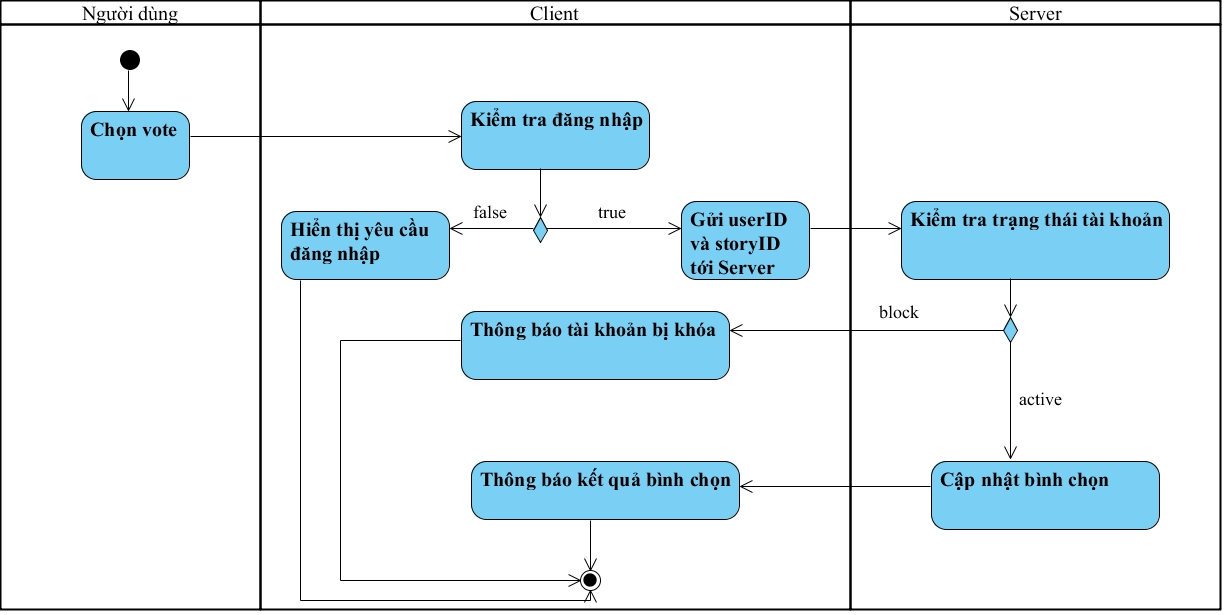 Người dùng
Client
Server
Chọn vote
Kiểm tra đăng nhập
false
true
Hiển thị yêu cầu
đăng nhập
Gửi userID
và storyID
tới Server
Kiểm tra trạng thái tài khoản
block
Thông báo tài khoản bị khóa
active
Thông báo kết quả bình chọn
Cập nhật bình chọn